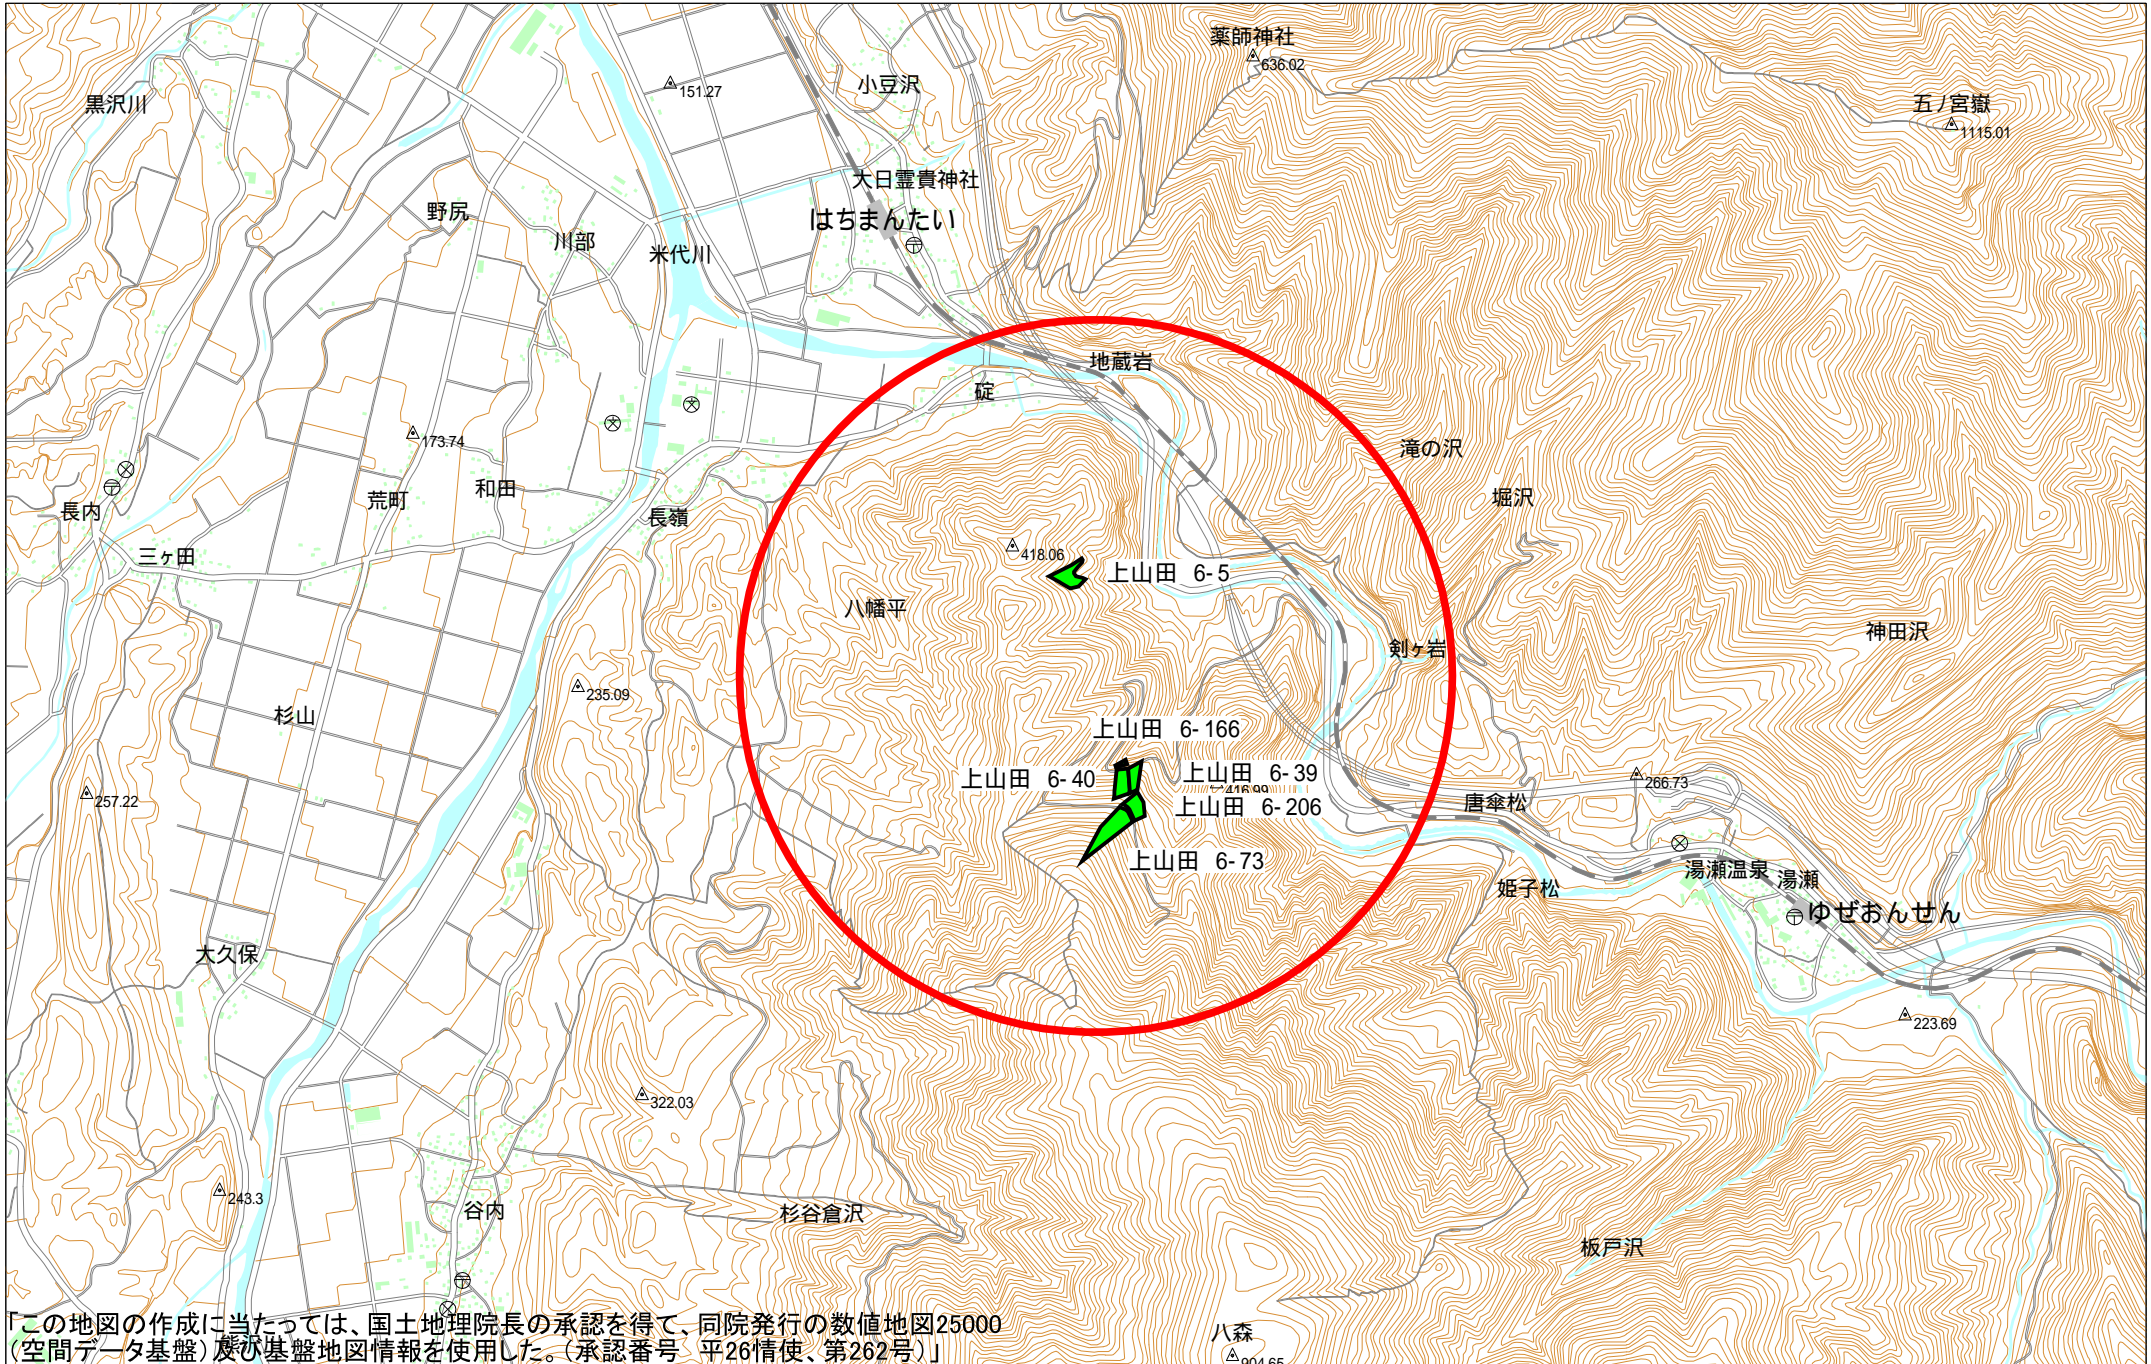 薬師神社
636.02
黒沢川
151.27
小豆沢
五ノ宮嶽
1115.01
大日霊貴神社
野尻
はちまんたい
川部
米代川
地蔵岩
碇
173.74
滝の沢
長内
荒町
和田
長嶺
堀沢
三ヶ田
418.06
上山田 6-5
八幡平
神田沢
剣ヶ岩
235.09
杉山
上山田 6-166
上山田 6-40
上山田 6-39
416.99
257.22
266.73
上山田 6-206
唐傘松
上山田 6-73
湯瀬温泉
湯瀬
姫子松
ゆぜおんせん
大久保
223.69
322.03
243.3
谷内
杉谷倉沢
板戸沢
「この地図の作成に当たっては、国土地理院長の承認を得て、同院発行の数値地図25000
（空間データ基盤）及び基盤地図情報を使用した。（承認番号 平26情使、第262号）」
八森
904.65